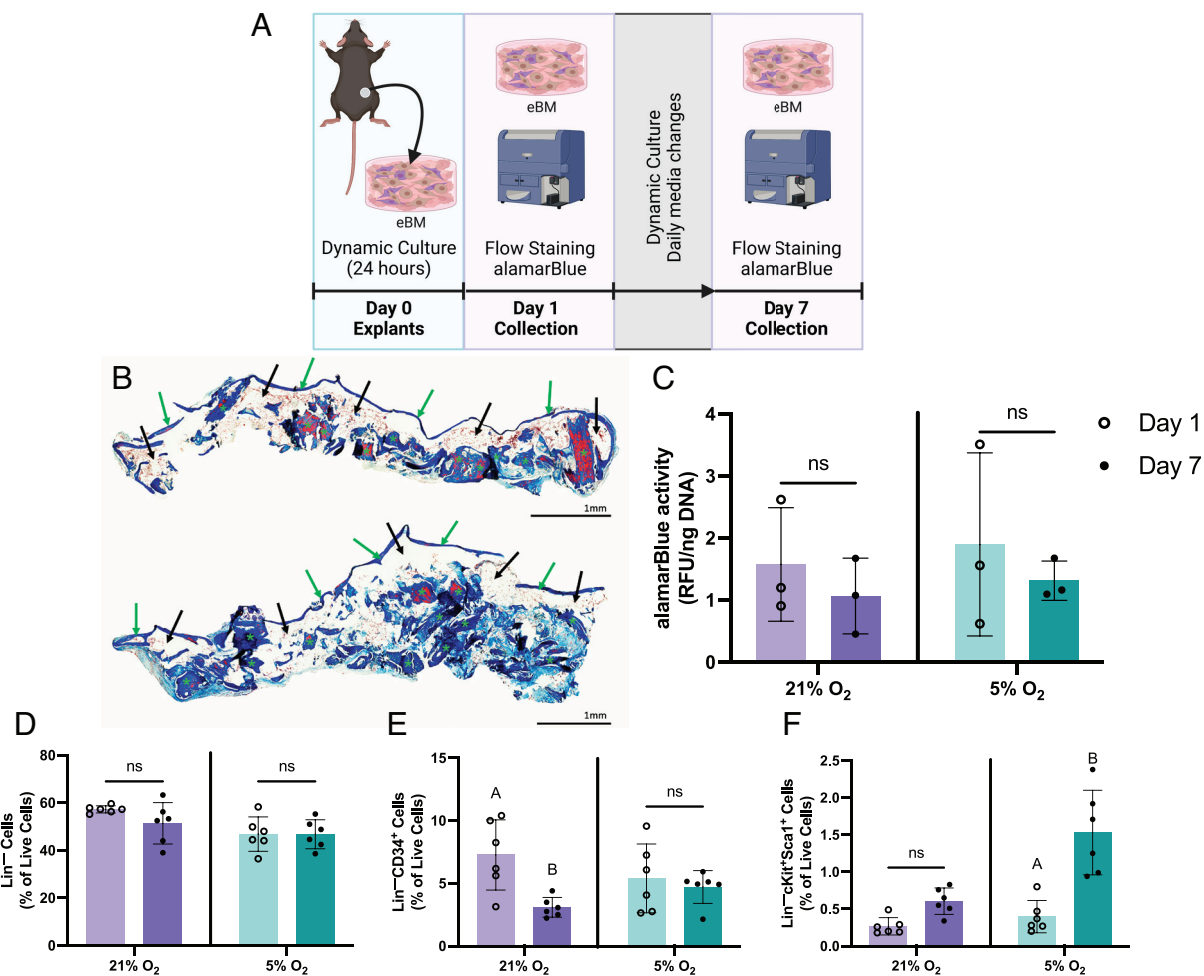 A
eBM
Dynamic Culture
(24 hours)
Day 0
Explants
eBM
Flow Staining
alamarBlue
Day 1
Collection
Dynamic Culture
Daily media changes
eBM
Flow Staining
alamarBlue
Day 7
Collection
B
1mm
1mm
C
alamarBlue activity
(RFU/ng DNA)
4
3
2
1
0
ns
ns
21% O₂
5% O₂
Day 1
Day 7
D
Lin⁻ Cells
(% of Live Cells)
80
60
40
20
0
ns
ns
21% O₂
5% O₂
E
Lin⁻CD34⁺ Cells
(% of Live Cells)
15
10
5
0
A
B
ns
21% O₂
5% O₂
F
Lin⁻cKit⁺Sca1⁺ Cells
(% of Live Cells)
2.5
2.0
1.5
1.0
0.5
0.0
ns
A
B
21% O₂
5% O₂